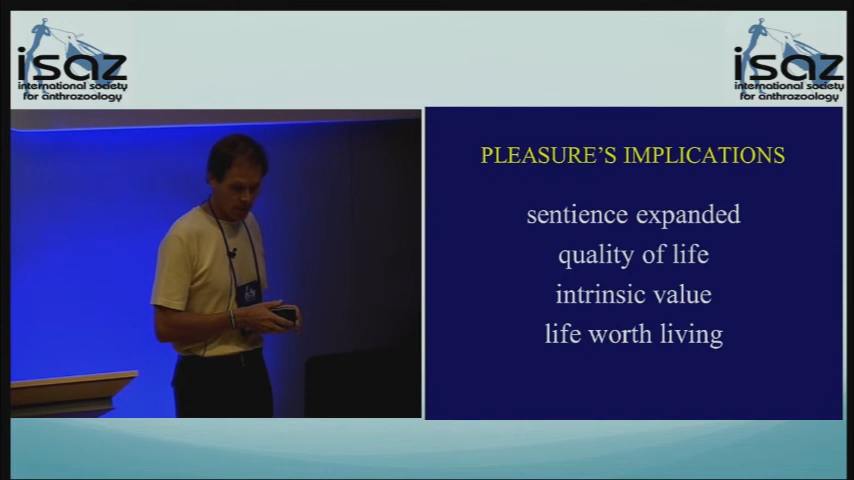 isaz
international society
for anthrozoology
isaz
international society
for anthrozoology
PLEASURE'S IMPLICATIONS
sentience expanded
quality of life
intrinsic value
life worth living